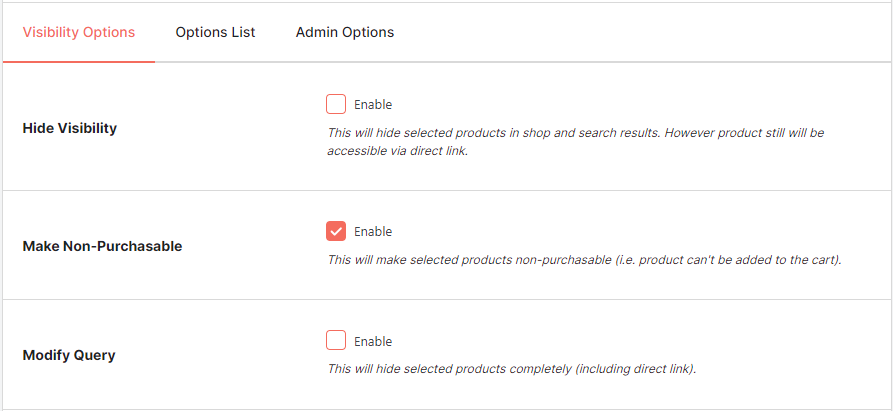 Visibility Options Options List Admin Options
Enable
Hide Visibility
This will hide selected products in shop and search results. However product still will be
accessible via direct link.
Enable
Make Non-Purchasable
This will make selected products non-purchasable (i.e. product can't be added to the cart).
Enable
Modify Query
This will hide selected products completely (including direct link).